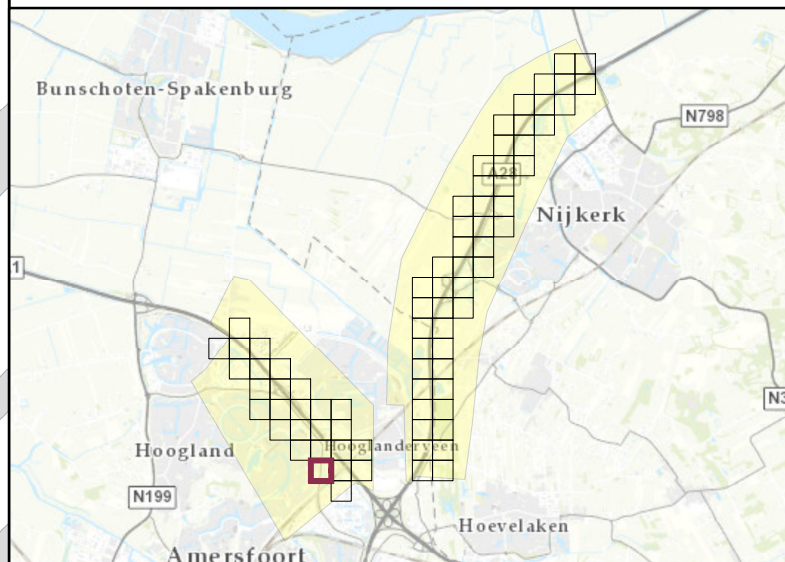 Bunschoten-Spakenburg
N798
A28
Nijkerk
1
N3
Hooglanderveen
Hoogland
N199
Hoevelaken
Amersfoort